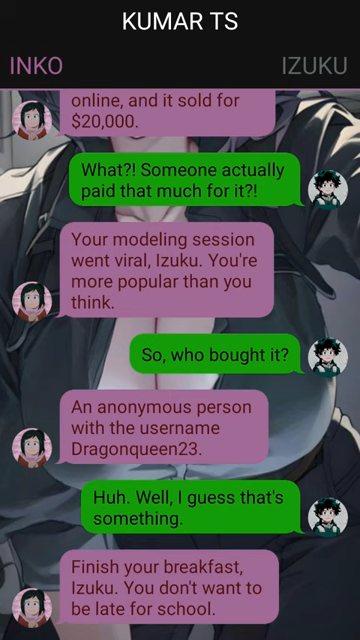 KUMAR TS
INKO
IZUKU
online, and it sold for
$20,000.
What?! Someone actually
paid that much for it?!
Your modeling session
went viral, Izuku. You're
more popular than you
think.
So, who bought it?
An anonymous person
with the username
Dragonqueen23.
Huh. Well, I guess that's
something.
Finish your breakfast,
Izuku. You don't want to
be late for school.